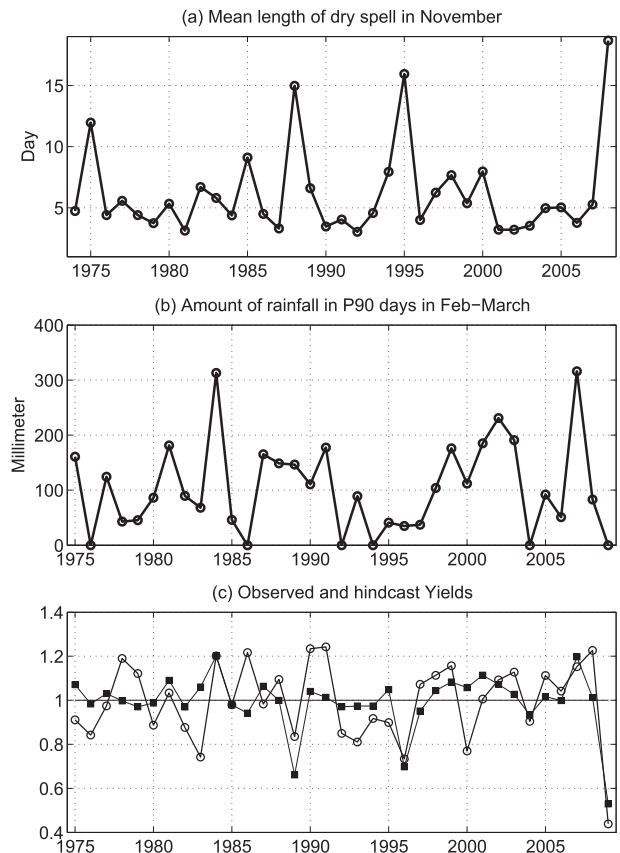 (a) Mean length of dry spell in November
15
10
5
Day
1975 1980 1985 1990 1995 2000 2005
(b) Amount of rainfall in P90 days in Feb−March
400
300
200
100
0
Millimeter
1975 1980 1985 1990 1995 2000 2005
(c) Observed and hindcast Yields
1.4
1.2
1
0.8
0.6
0.4
1975 1980 1985 1990 1995 2000 2005